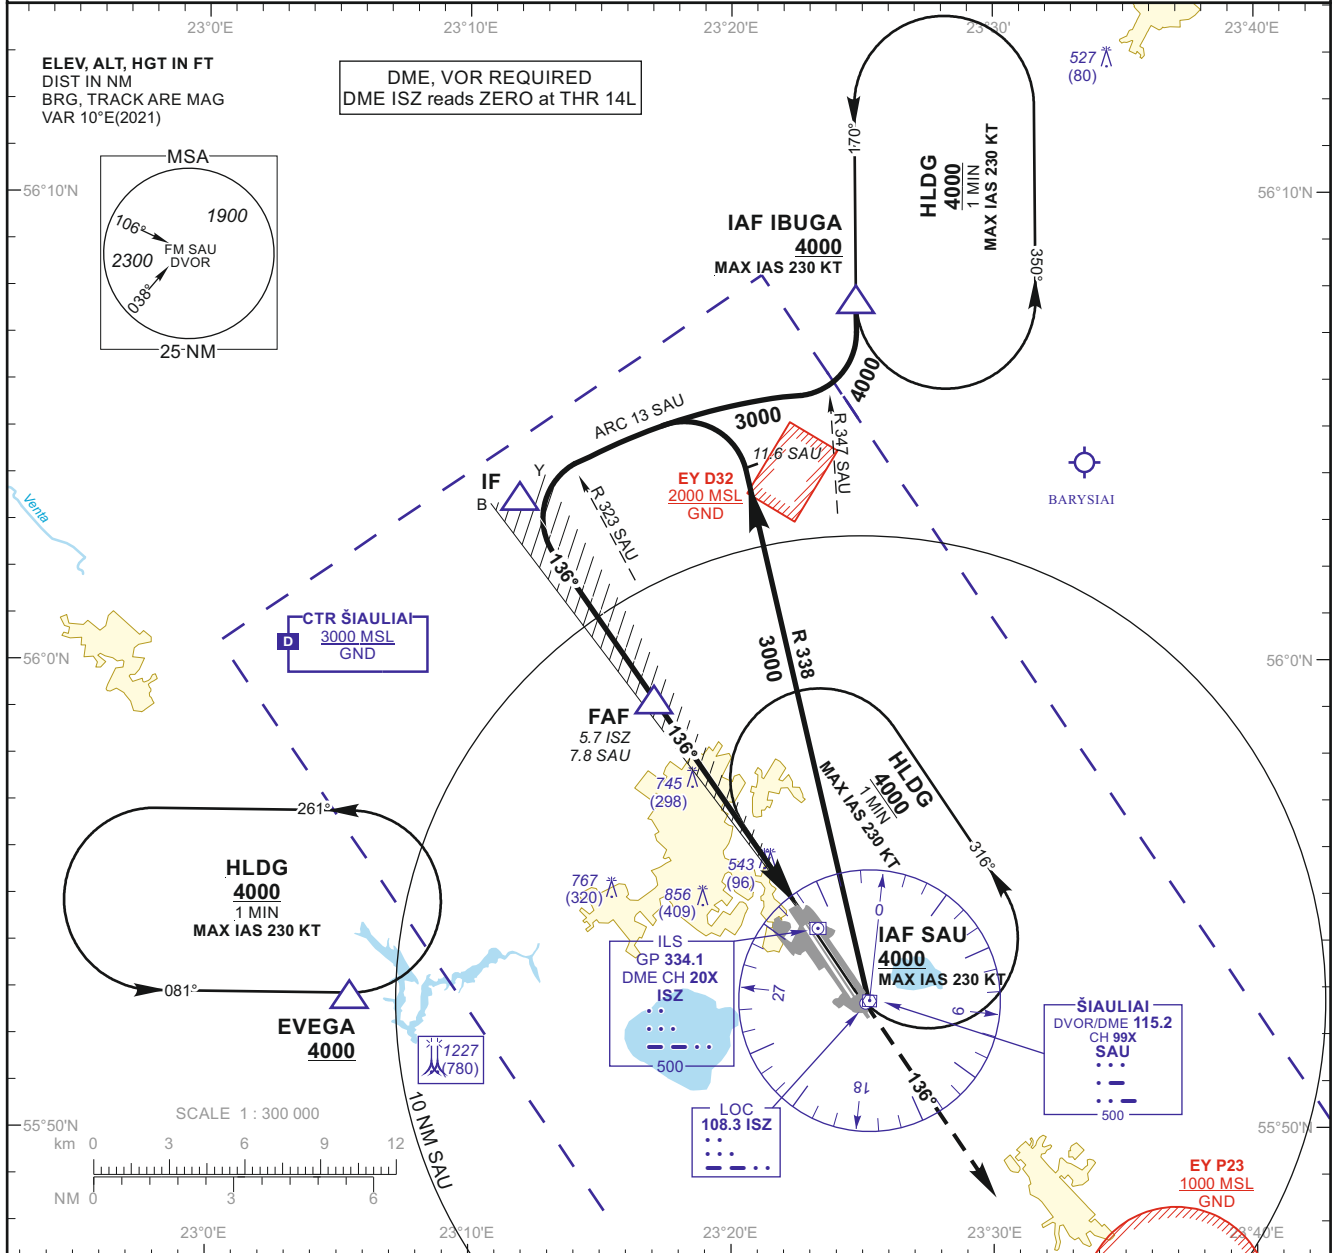 23°0'E
23°10'E
23°20'E
23°30'
23°40'E
ELEV, ALT, HGT IN FT
DIST IN NM
BRG, TRACK ARE MAG
VAR 10°E(2021)
DME, VOR REQUIRED
DME ISZ reads ZERO at THR 14L
527
(80)
MSA
106°
1900
FM SAU
DVOR
2300
038°
25 NM
56°10'N
56°10'N
170°
HLDG
4000
1 MIN
MAX IAS 230 KT
350°
IAF IBUGA
4000
MAX IAS 230 KT
4000
ARC 13 SAU
3000
R 347 SAU
11.6 SAU
EY D32
2000 MSL
GND
BARYSIAI
IF
Y
B
R 323 SAU
Venta
136°
CTR ŠIAULIAI
3000 MSL
GND
D
R 338
3000
56°0'N
56°0'N
FAF
5.7 ISZ
7.8 SAU
136°
745
(298)
HLDG
4000
1 MIN
MAX IAS 230 KT
316°
261°
HLDG
4000
1 MIN
MAX IAS 230 KT
081°
543
(96)
767
(320)
856
(409)
0
9
18
27
IAF SAU
4000
MAX IAS 230 KT
ILS
GP 334.1
DME CH 20X
ISZ
500
EVEGA
4000
1227
(780)
ŠIAULIAI
DVOR/DME 115.2
CH 99X
SAU
500
136°
LOC
108.3 ISZ
10 NM SAU
SCALE 1 : 300 000
km 0 3 6 9 12
NM 0 3 6
55°50'N
55°50'N
EY P23
1000 MSL
GND
23°0'E
23°10'E
23°20'E
23°30'E
23°40'E